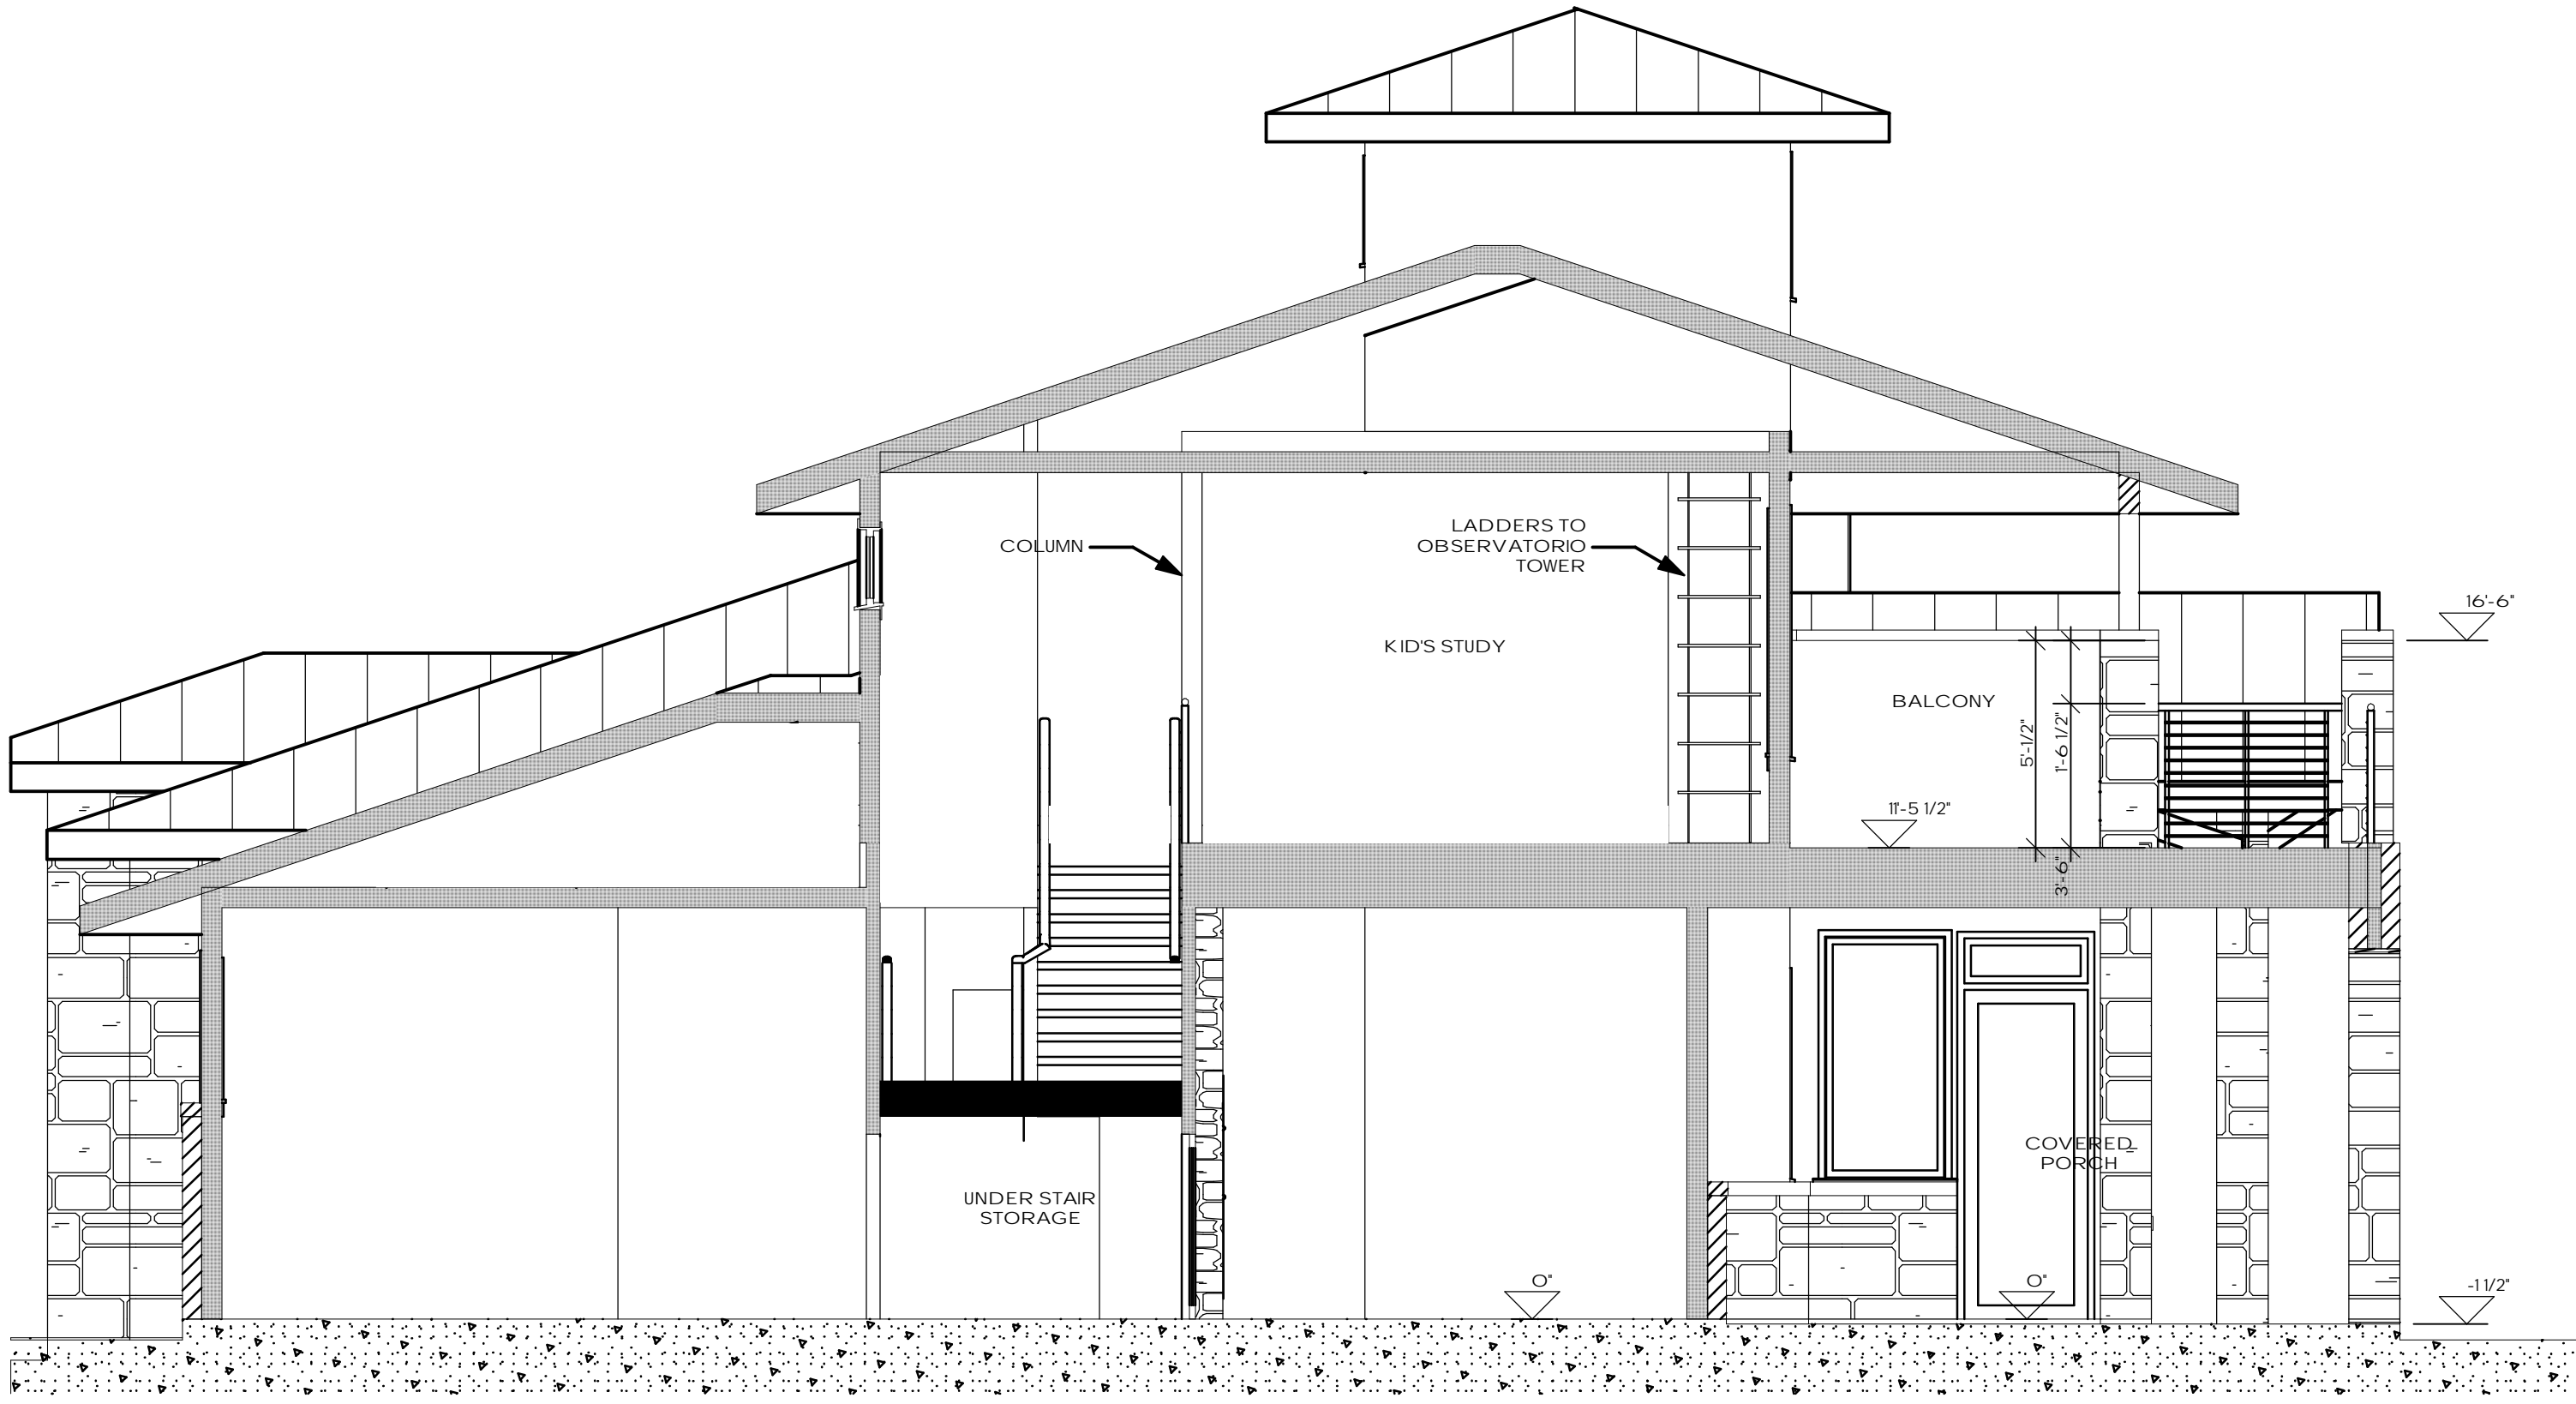 LADDERS TO
OBSERVATORIO
TOWER
COLUMN
16'-6"
KID'S STUDY
BALCONY
5'-1/2"
1'-6 1/2"
11'-5 1/2"
3'-6"
COVERED
PORCH
UNDER STAIR
STORAGE
0"
0"
-1 1/2"